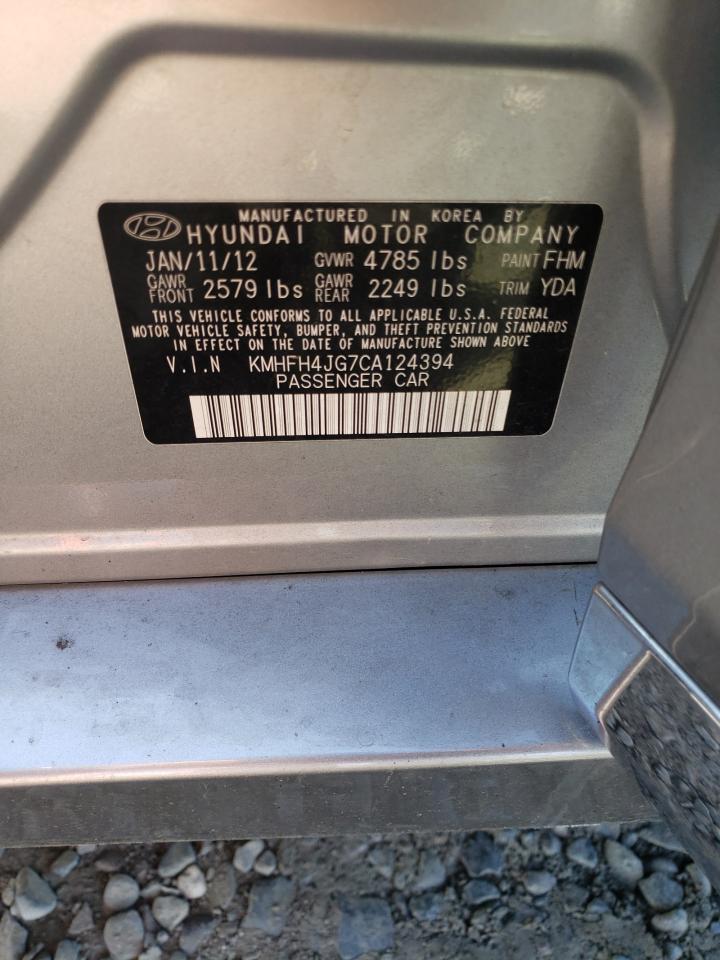 MANUFACTURED IN KOREA BY
HYUNDAI MOTOR COMPANY
JAN/11/12 GVWR 4785 lbs PAINT FHM
GAWR FRONT 2579 lbs GAWR REAR 2249 lbs TRIM YDA
THIS VEHICLE CONFORMS TO ALL APPLICABLE U.S.A. FEDERAL
MOTOR VEHICLE SAFETY, BUMPER, AND THEFT PREVENTION STANDARDS
IN EFFECT ON THE DATE OF MANUFACTURE SHOWN ABOVE
V.I.N KMHFH4JG7CA124394
PASSENGER CAR